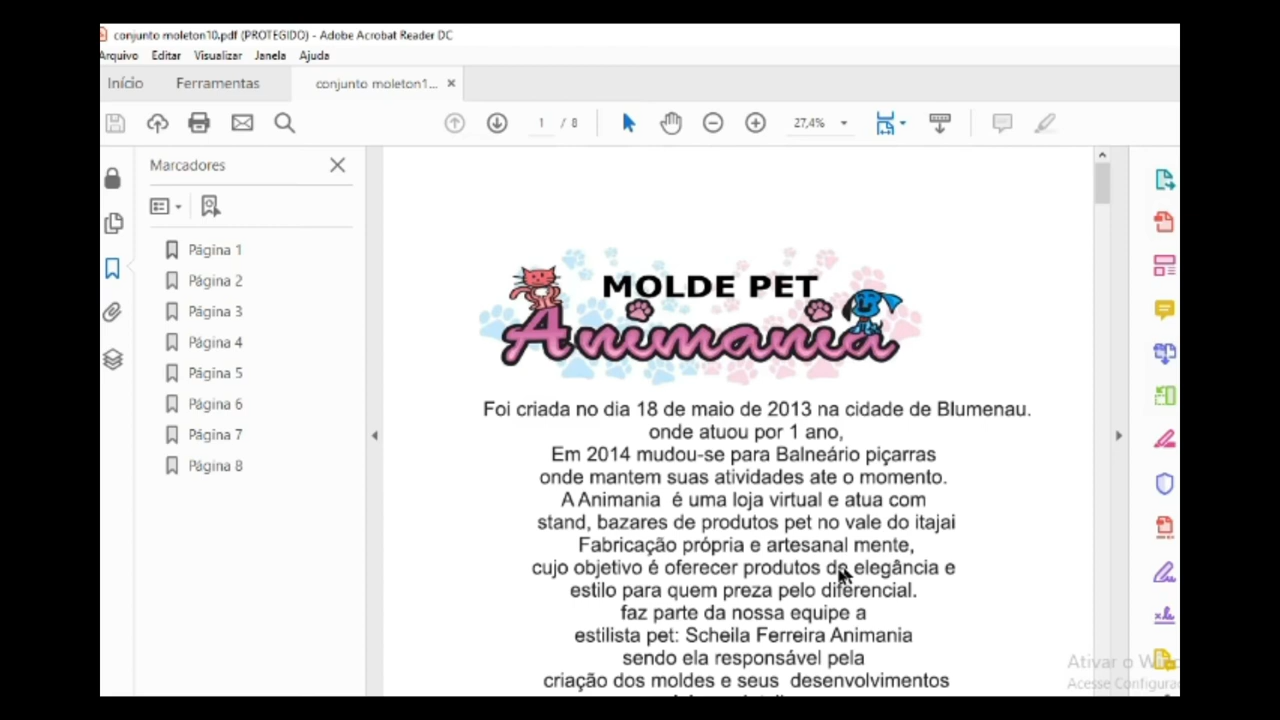 conjunto moleton10.pdf (PROTEGIDO) - Adobe Acrobat Reader DC
Arquivo Editar Visualizar Janela Ajuda
Início Ferramentas conjunto moleton1... ×
1 / 8 27,4%
Marcadores
Página 1
Página 2
Página 3
Página 4
Página 5
Página 6
Página 7
Página 8
MOLDE PET
Animania
Foi criada no dia 18 de maio de 2013 na cidade de Blumenau.
onde atuou por 1 ano,
Em 2014 mudou-se para Balneário piçarras
onde mantem suas atividades ate o momento.
A Animania é uma loja virtual e atua com
stand, bazares de produtos pet no vale do itajai
Fabricação própria e artesanal mente,
cujo objetivo é oferecer produtos de elegância e
estilo para quem preza pelo diferencial.
faz parte da nossa equipe a
estilista pet: Scheila Ferreira Animania
sendo ela responsável pela
criação dos moldes e seus desenvolvimentos
Ativar o
Acesse